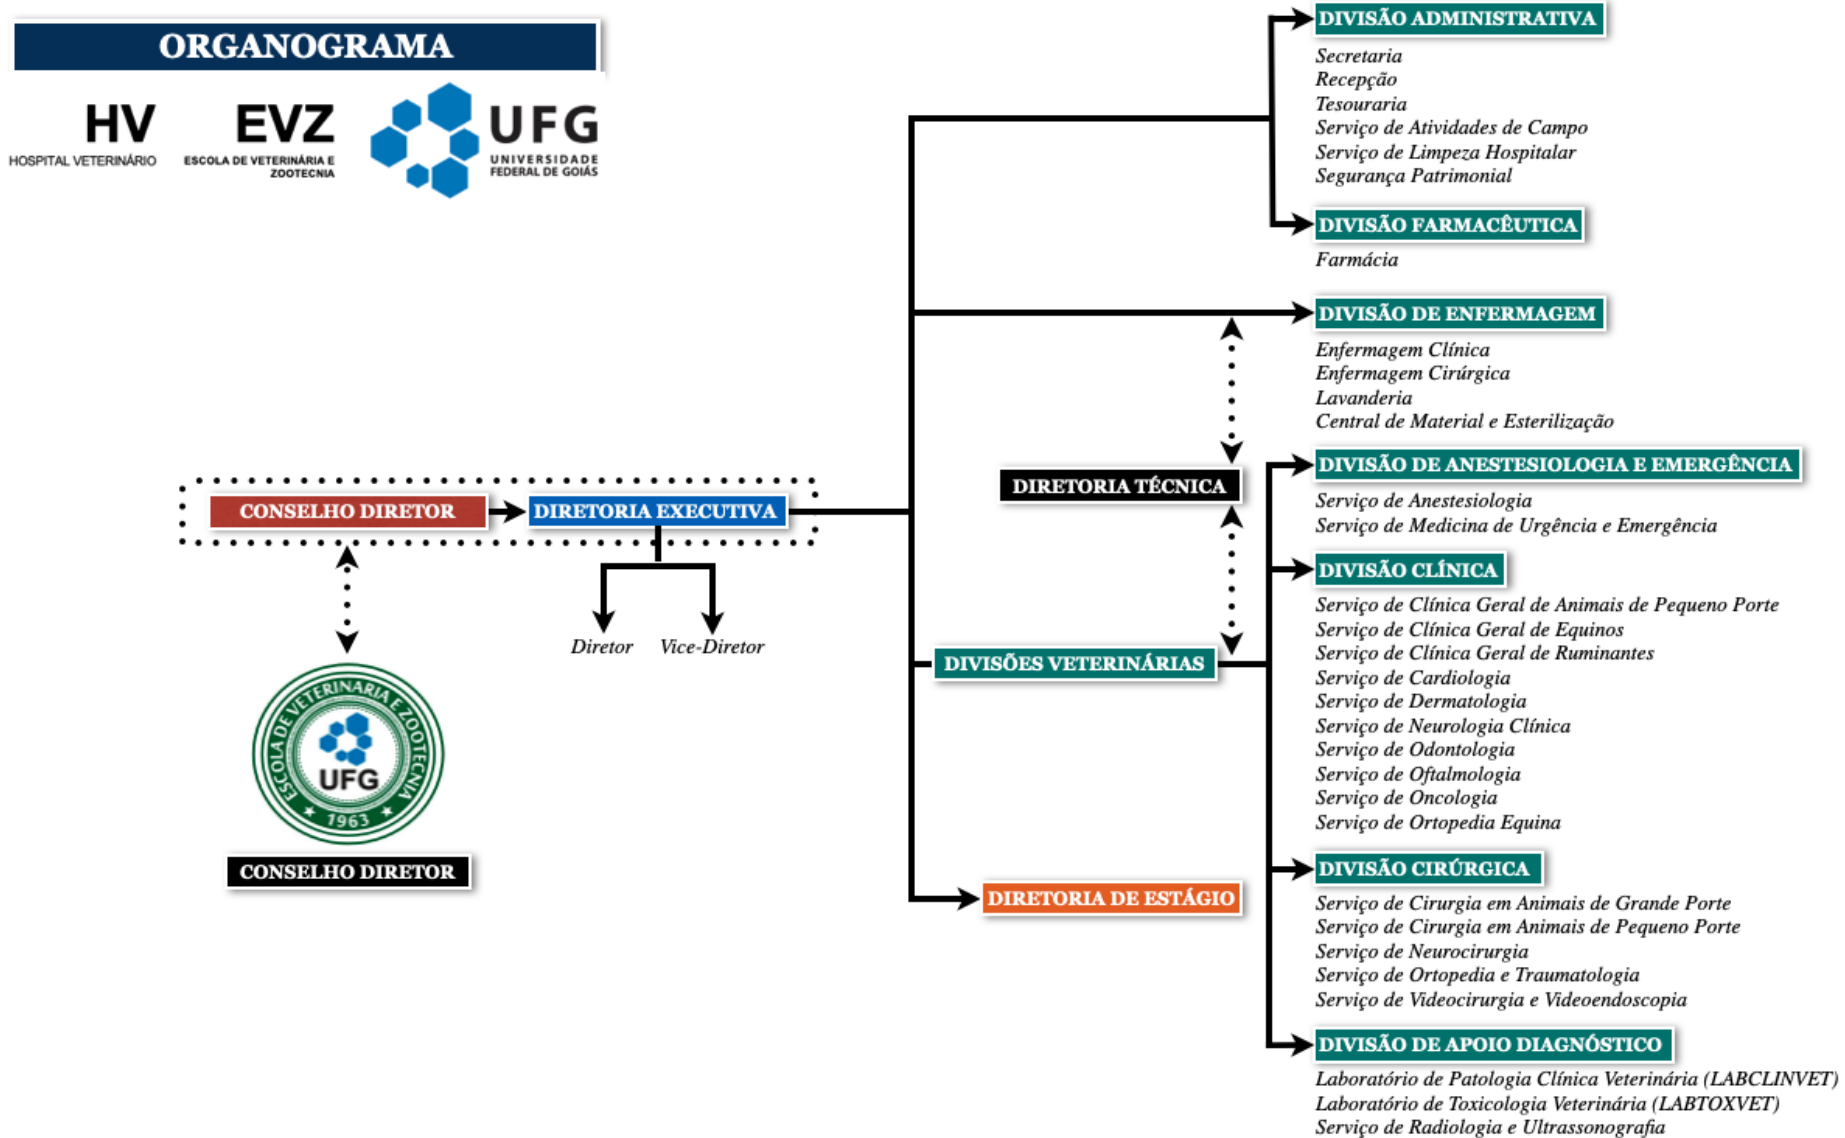 ORGANOGRAMA
HV
HOSPITAL VETERINÁRIO
EVZ
ESCOLA DE VETERINÁRIA E
ZOOTECNIA
UFG
UNIVERSIDADE
FEDERAL DE GOIÁS
CONSELHO DIRETOR
DIRETORIA EXECUTIVA
Diretor
Vice-Diretor
ESCOLA DE VETERINARIA E ZOOTECNIA
UFG
1963
CONSELHO DIRETOR
DIRETORIA TÉCNICA
DIVISÕES VETERINÁRIAS
DIRETORIA DE ESTÁGIO
DIVISÃO ADMINISTRATIVA
Secretaria
Recepção
Tesouraria
Serviço de Atividades de Campo
Serviço de Limpeza Hospitalar
Segurança Patrimonial
DIVISÃO FARMACÊUTICA
Farmácia
DIVISÃO DE ENFERMAGEM
Enfermagem Clínica
Enfermagem Cirúrgica
Lavanderia
Central de Material e Esterilização
DIVISÃO DE ANESTESIOLOGIA E EMERGÊNCIA
Serviço de Anestesiologia
Serviço de Medicina de Urgência e Emergência
DIVISÃO CLÍNICA
Serviço de Clínica Geral de Animais de Pequeno Porte
Serviço de Clínica Geral de Equinos
Serviço de Clínica Geral de Ruminantes
Serviço de Cardiologia
Serviço de Dermatologia
Serviço de Neurologia Clínica
Serviço de Odontologia
Serviço de Oftalmologia
Serviço de Oncologia
Serviço de Ortopedia Equina
DIVISÃO CIRÚRGICA
Serviço de Cirurgia em Animais de Grande Porte
Serviço de Cirurgia em Animais de Pequeno Porte
Serviço de Neurocirurgia
Serviço de Ortopedia e Traumatologia
Serviço de Videocirurgia e Videoendoscopia
DIVISÃO DE APOIO DIAGNÓSTICO
Laboratório de Patologia Clínica Veterinária (LABCLINVET)
Laboratório de Toxicologia Veterinária (LABTOXVET)
Serviço de Radiologia e Ultrassonografia